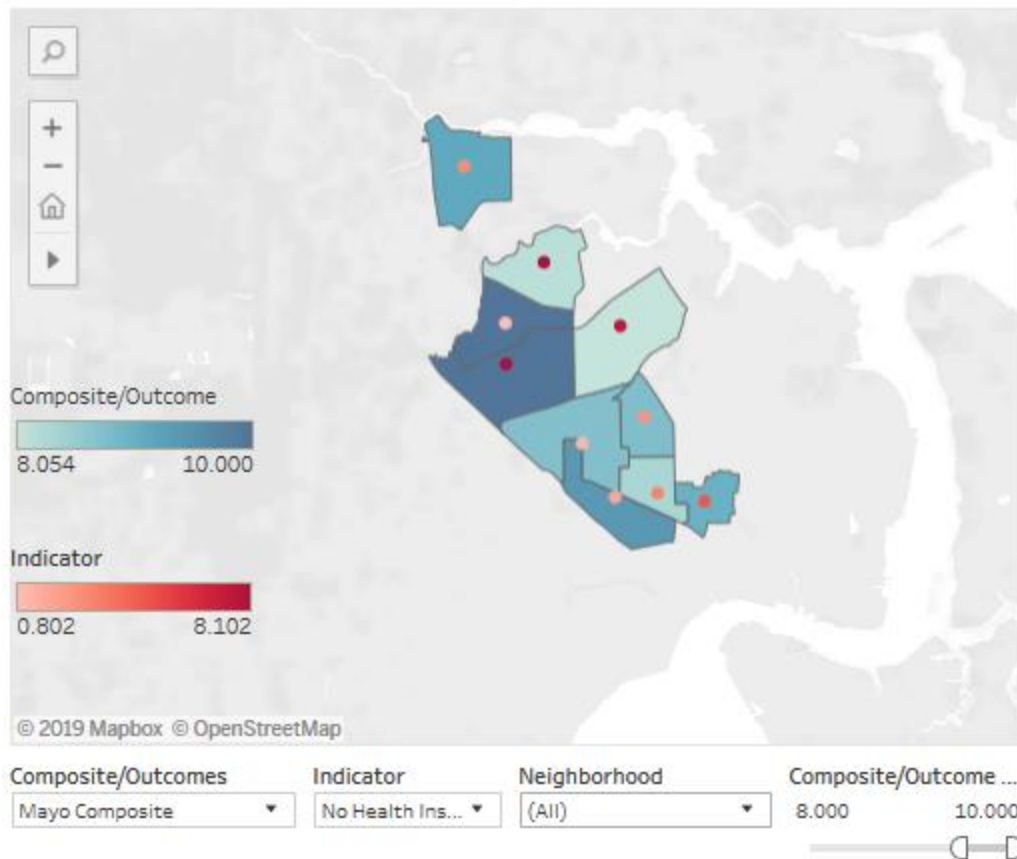 Composite/Outcome
8.054 10.000
Indicator
0.802 8.102
© 2019 Mapbox © OpenStreetMap
Composite/Outcomes Indicator Neighborhood Composite/Outcome ...
Mayo Composite No Health Ins... (All) 8.000 10.000